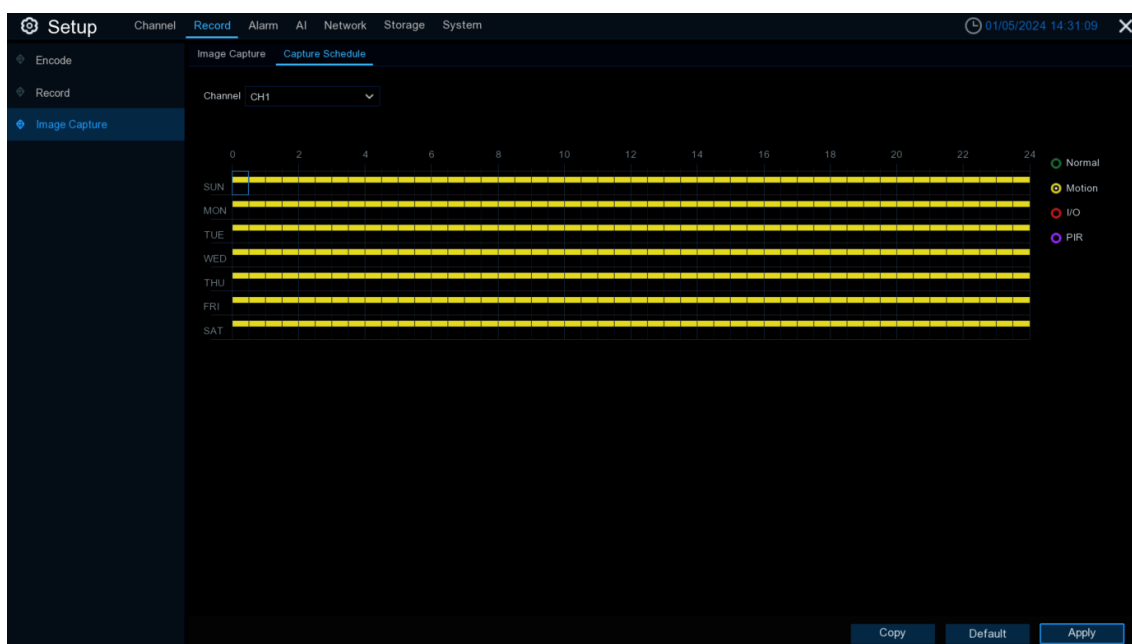 Setup Channel Record Alarm AI Network Storage System 01/05/2024 14:31:09
Encode
Record
Image Capture
Image Capture Capture Schedule
Channel CH1
0 2 4 6 8 10 12 14 16 18 20 22 24
SUN
MON
TUE
WED
THU
FRI
SAT
Normal
Motion
I/O
PIR
Copy Default Apply